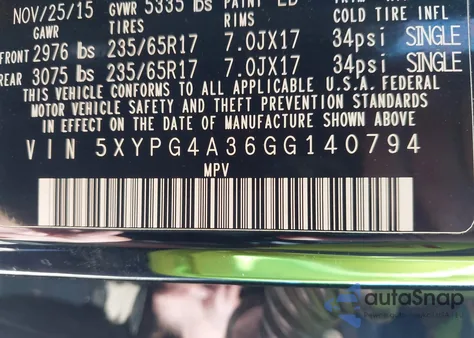 NOV/25/15 GVWR 5335 lbs
GAWR TIRES RIMS COLD TIRE INFL
FRONT 2976 lbs 235/65R17 7.0JX17 34psi SINGLE
REAR 3075 lbs 235/65R17 7.0JX17 34psi SINGLE
THIS VEHICLE CONFORMS TO ALL APPLICABLE U.S.A. FEDERAL
MOTOR VEHICLE SAFETY AND THEFT PREVENTION STANDARDS
IN EFFECT ON THE DATE OF MANUFACTURE SHOWN ABOVE
VIN 5XYPG4A36GG140794
MPV
autoSnap